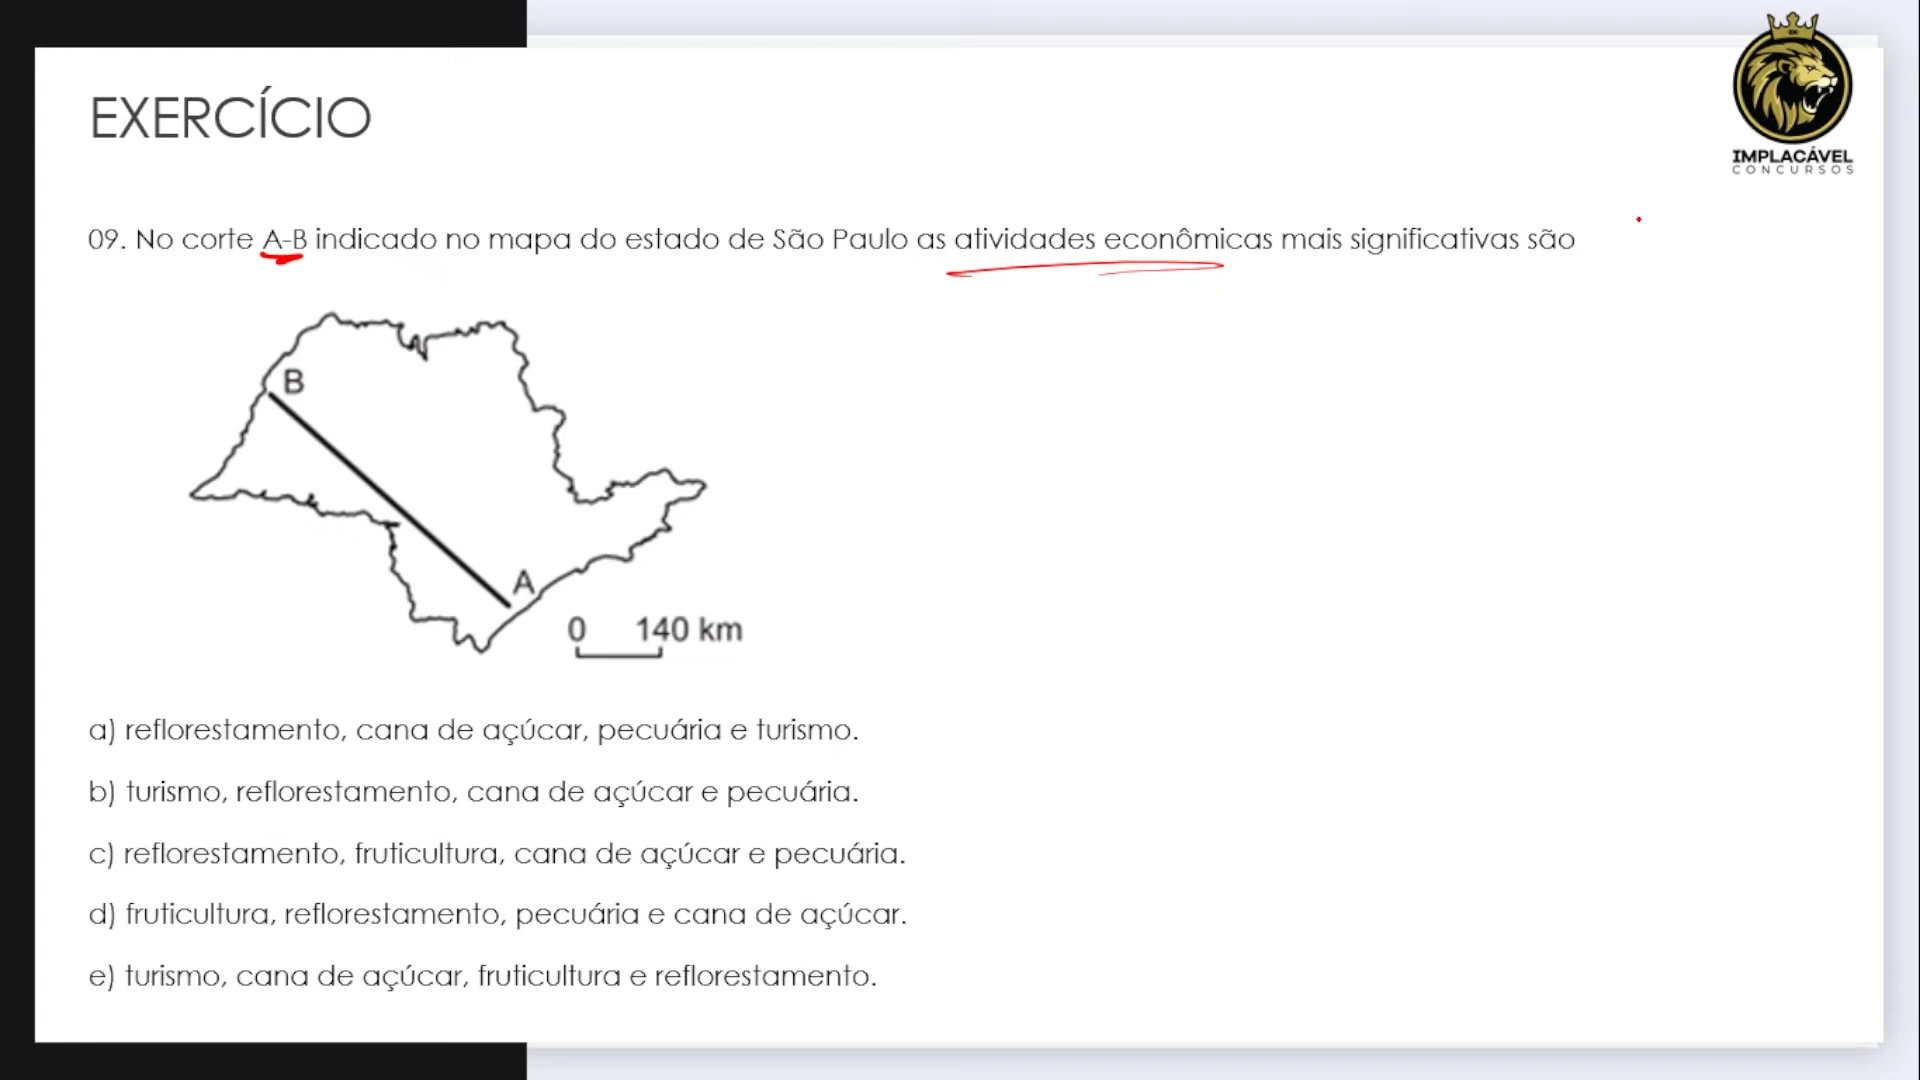 IMPLACÁVEL
CONCURSOS
EXERCÍCIO
09. No corte A-B indicado no mapa do estado de São Paulo as atividades econômicas mais significativas são
B
A
0 140 km
a) reflorestamento, cana de açúcar, pecuária e turismo.
b) turismo, reflorestamento, cana de açúcar e pecuária.
c) reflorestamento, fruticultura, cana de açúcar e pecuária.
d) fruticultura, reflorestamento, pecuária e cana de açúcar.
e) turismo, cana de açúcar, fruticultura e reflorestamento.